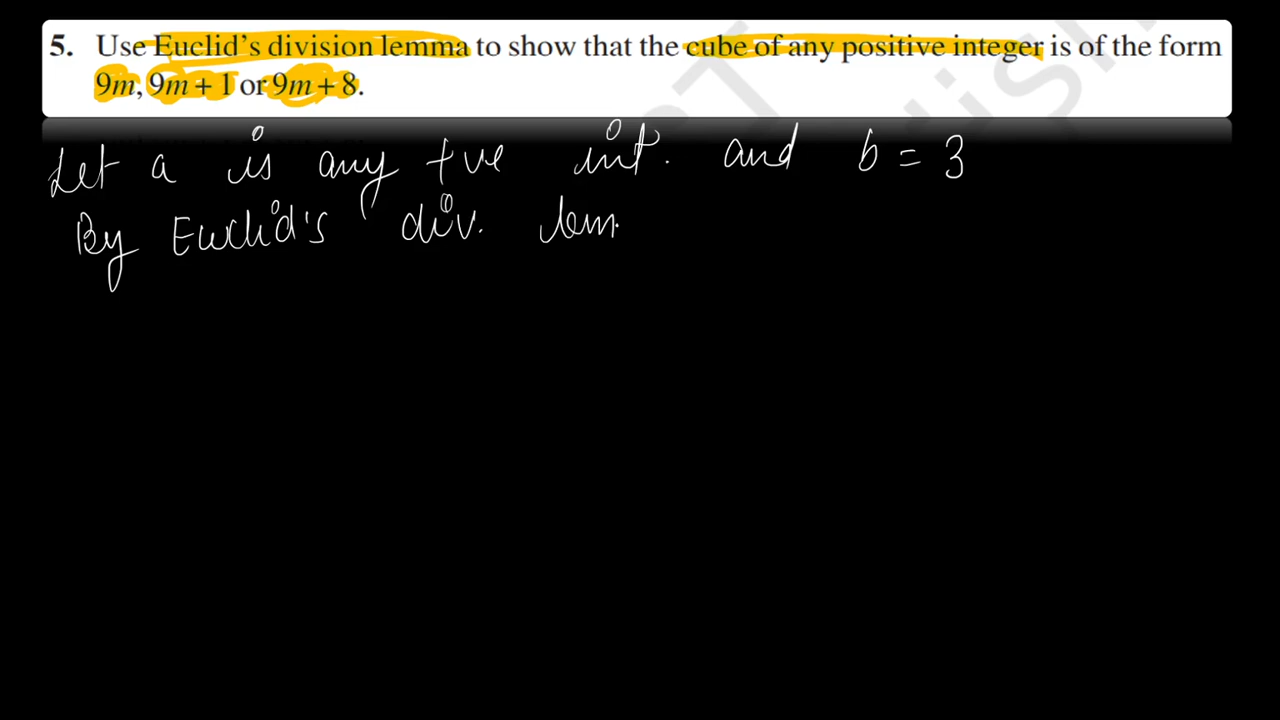 5. Use Euclid's division lemma to show that the cube of any positive integer is of the form
9m, 9m + 1 or 9m + 8.
Let a is any +ve int. and b = 3
By Euclid's div. lem